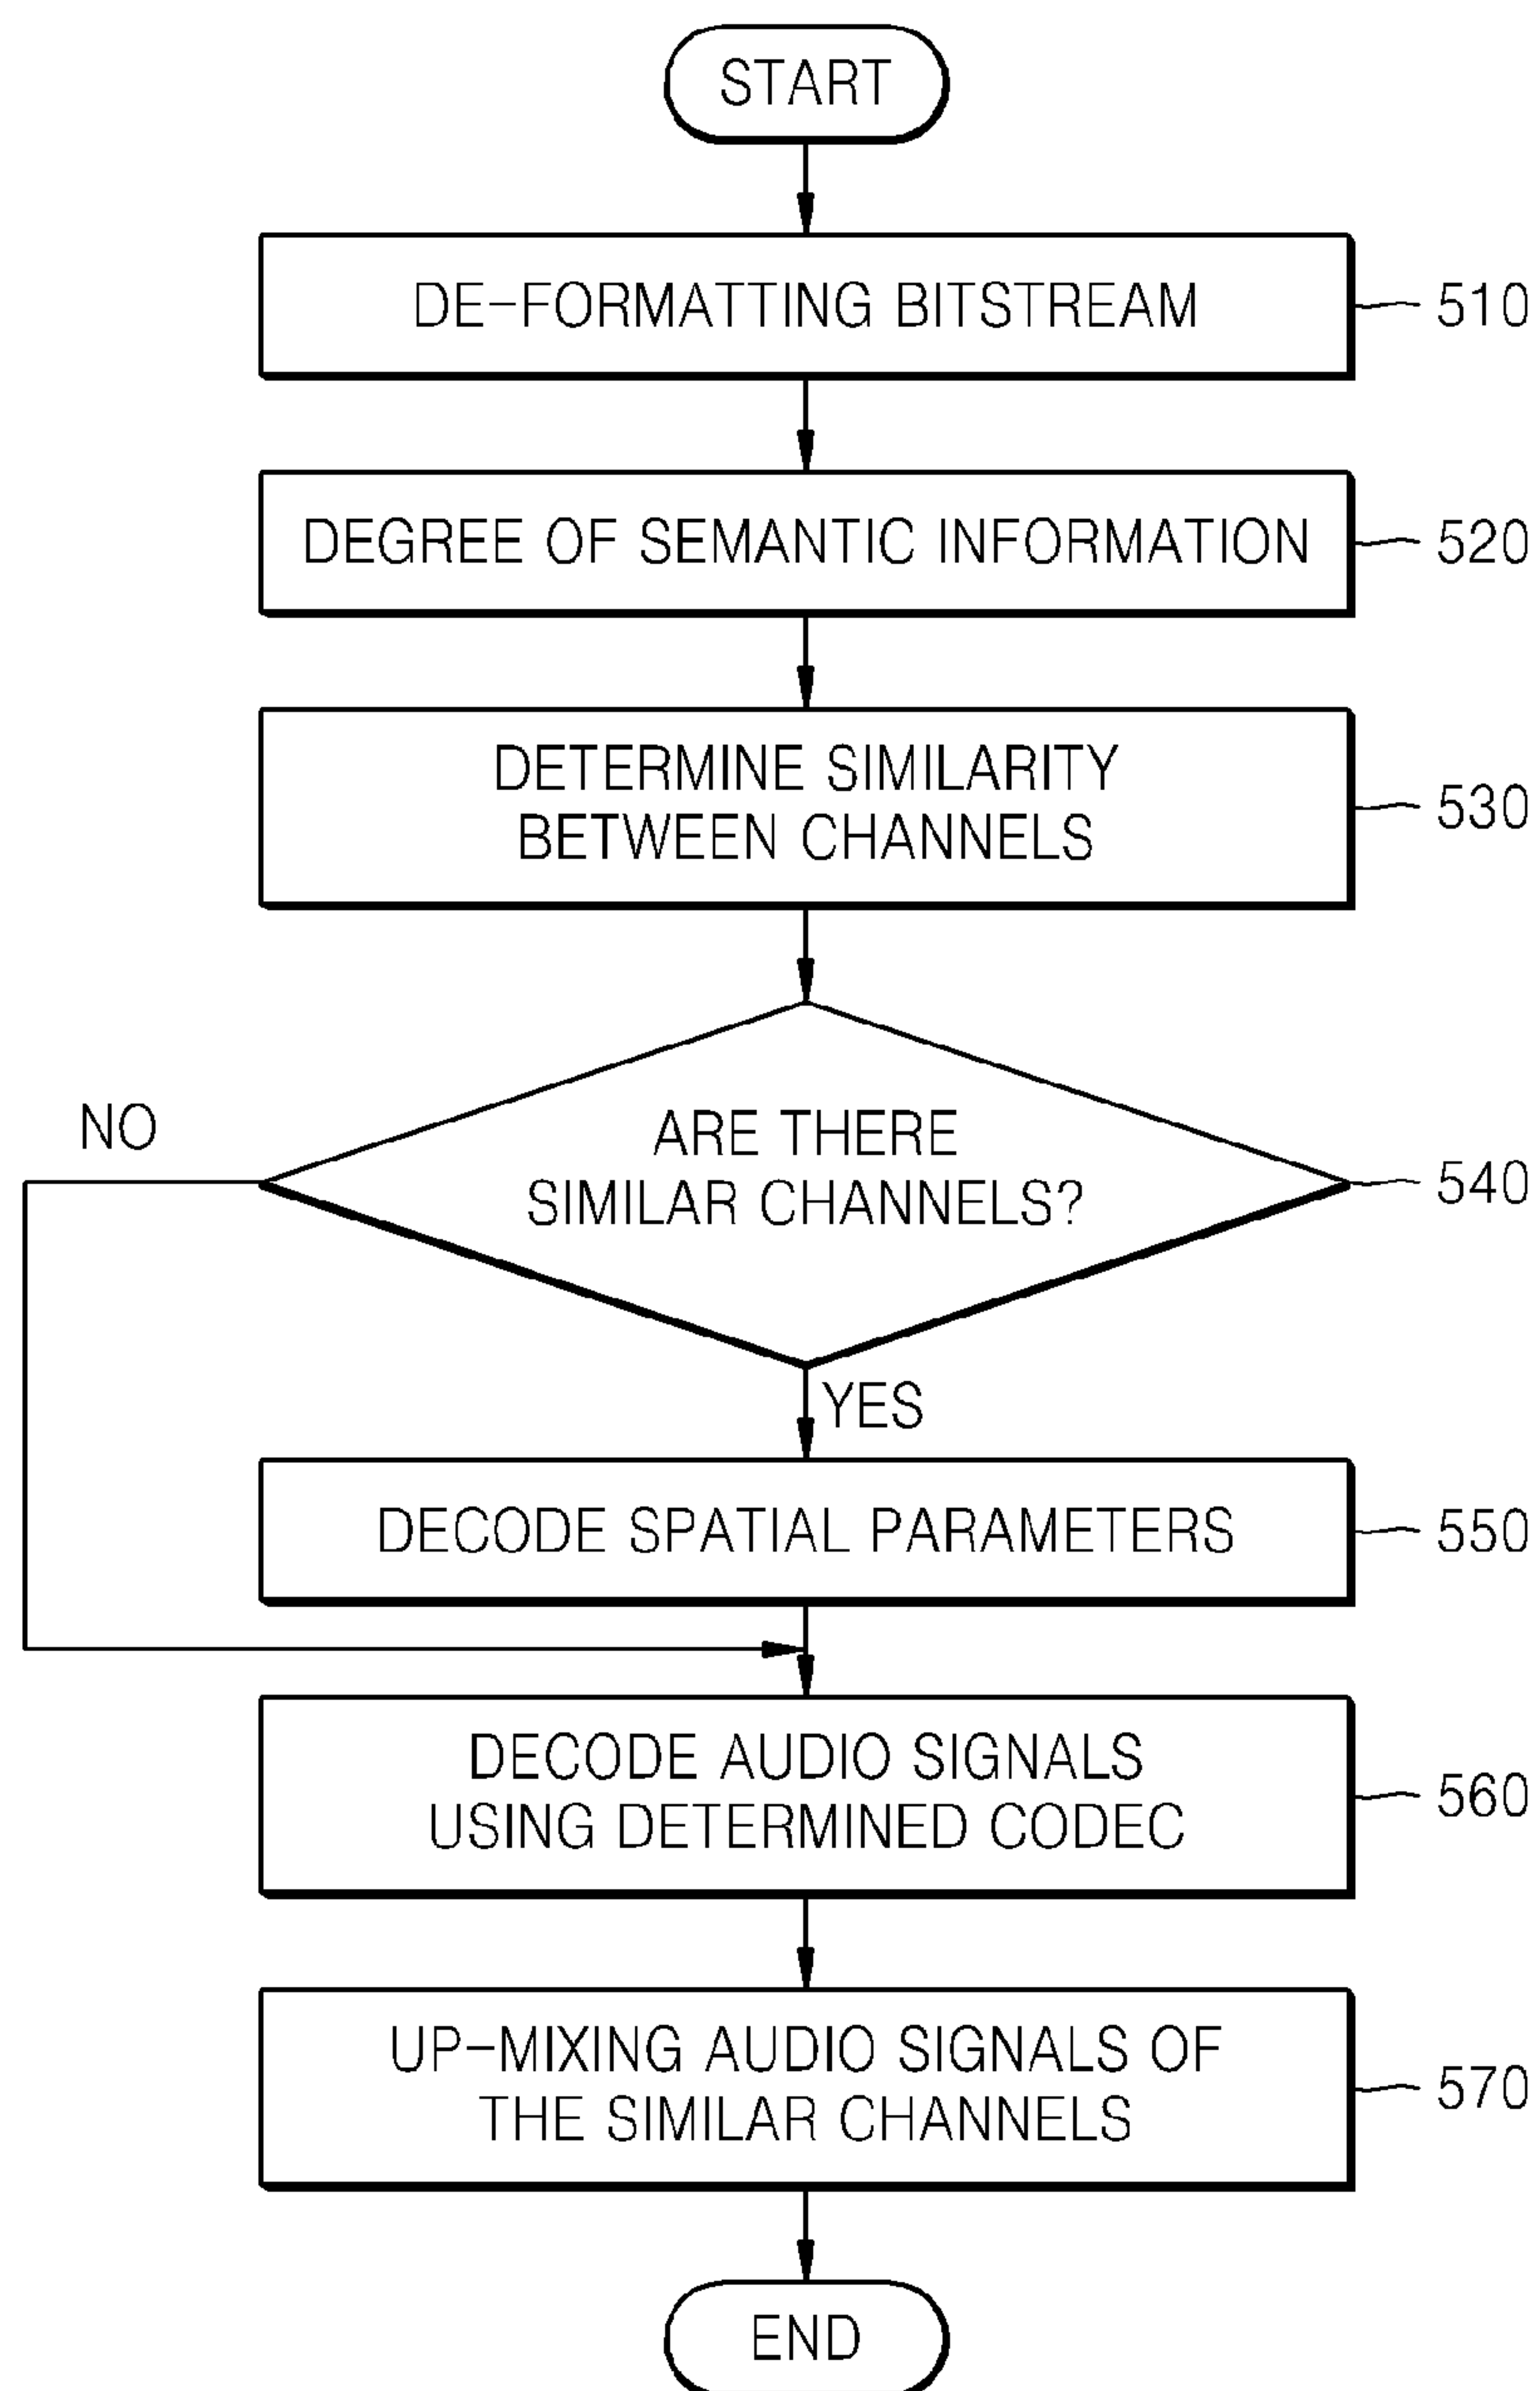 START
DE-FORMATTING BITSTREAM
510
DEGREE OF SEMANTIC INFORMATION
520
DETERMINE SIMILARITY
BETWEEN CHANNELS
530
ARE THERE
SIMILAR CHANNELS?
540
NO
YES
DECODE SPATIAL PARAMETERS
550
DECODE AUDIO SIGNALS
USING DETERMINED CODEC
560
UP-MIXING AUDIO SIGNALS OF
THE SIMILAR CHANNELS
570
END